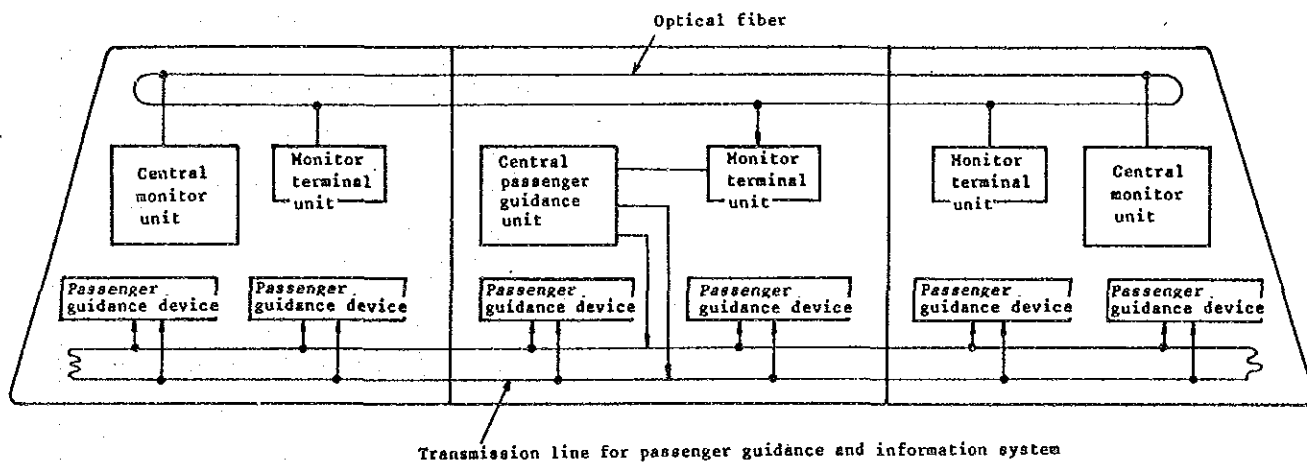 Optical fiber
Central
monitor
unit
Monitor
terminal
unit
Central
passenger
guidance
unit
Monitor
terminal
unit
Monitor
terminal
unit
Central
monitor
unit
Passenger
guidance device
Passenger
guidance device
Passenger
guidance device
Passenger
guidance device
Passenger
guidance device
Passenger
guidance device
Transmission line for passenger guidance and information system